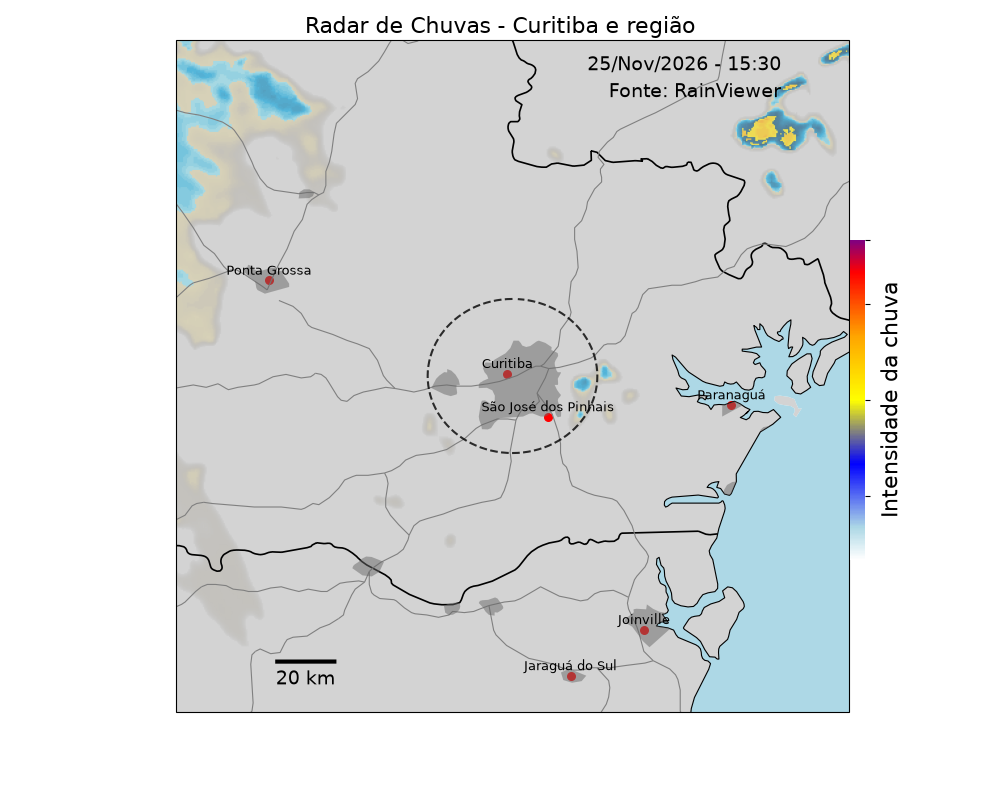 Radar de Chuvas - Curitiba e região
25/Nov/2026 - 15:30
Fonte: RainViewer
Ponta Grossa
Curitiba
Paranaguá
São José dos Pinhais
Intensidade da chuva
Joinville
Jaraguá do Sul
20 km